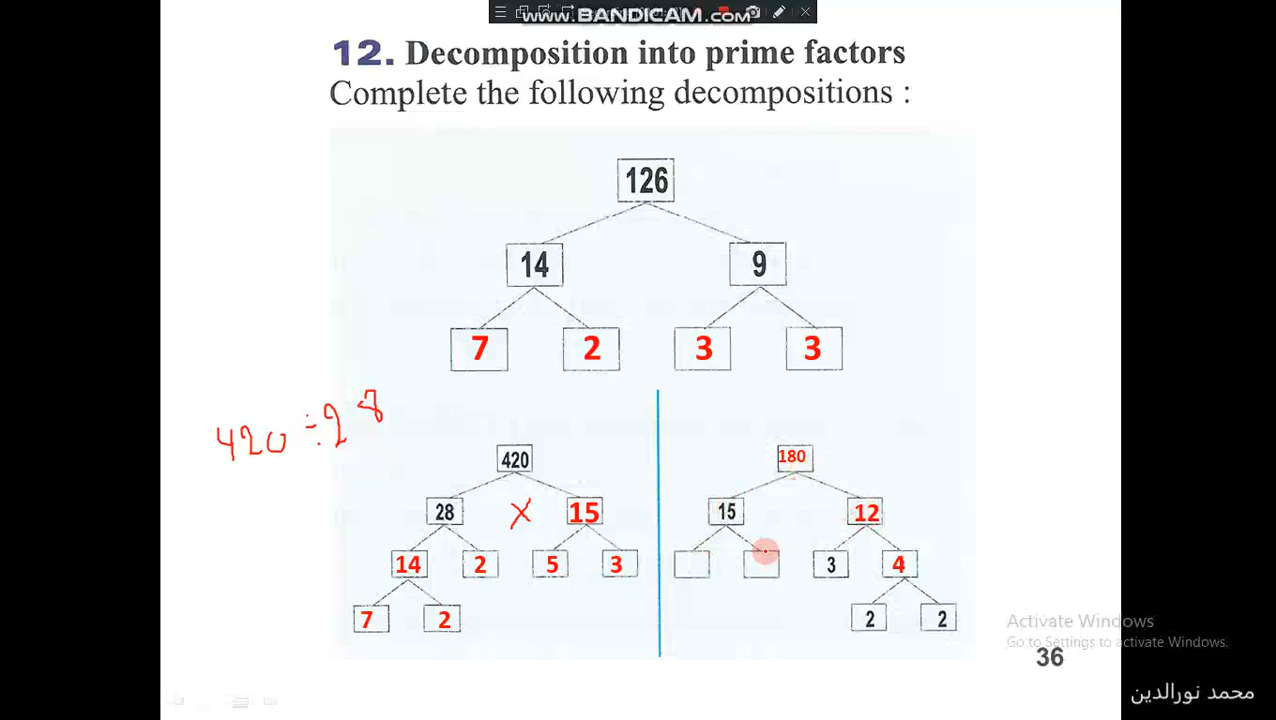 www.BANDICAM.com
12. Decomposition into prime factors
Complete the following decompositions :
126
14 9
7 2 3 3
420 ÷ 28
420 180
28 X 15 15 12
14 2 5 3 3 4
7 2 2 2
Activate Windows
Go to Settings to activate Windows.
36
محمد نورالدين